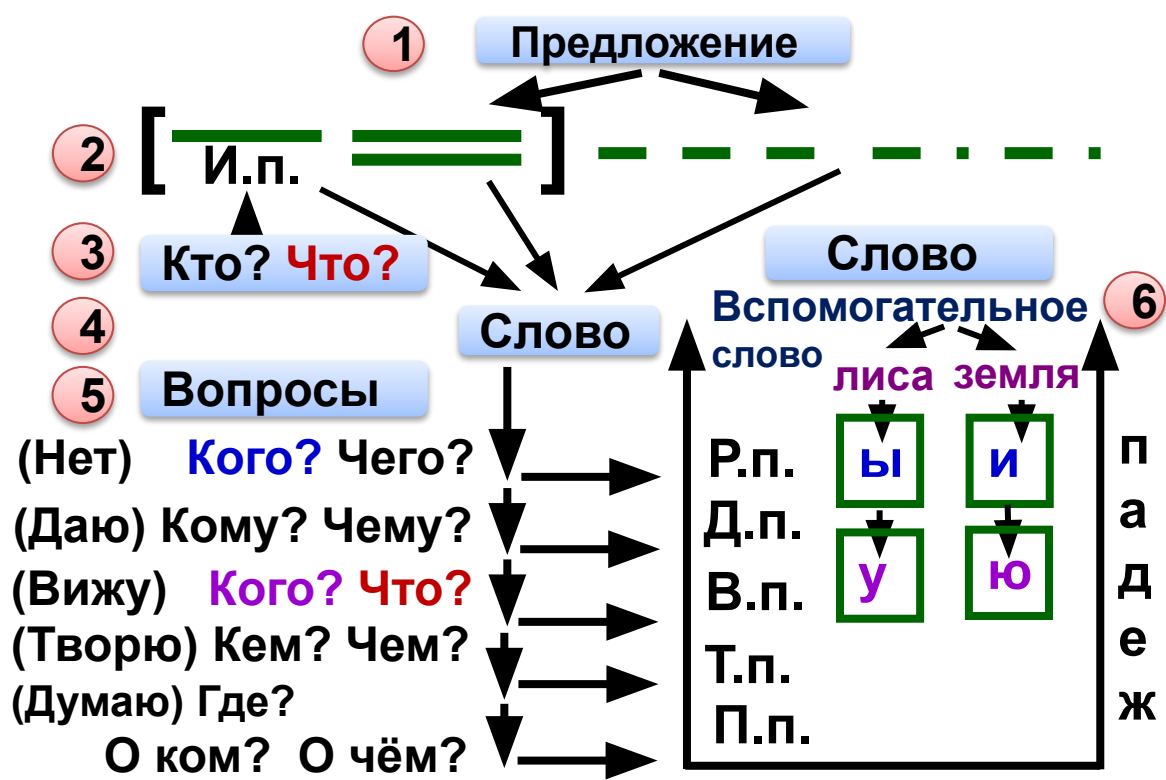 1 Предложение
2 [ И.п. ]
3 Кто? Что?
4
5 Вопросы
Слово
(Нет) Кого? Чего?
(Даю) Кому? Чему?
(Вижу) Кого? Что?
(Творю) Кем? Чем?
(Думаю) Где?
О ком? О чём?
Слово
6
Вспомогательное
слово
лиса земля
Р.п. ы и
Д.п.
В.п. у ю
Т.п.
П.п.
падеж